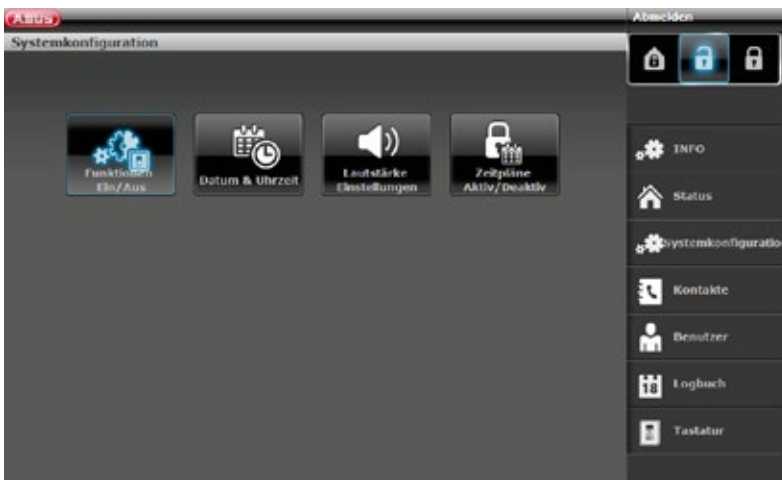 ABUS
Abmelden
Systemkonfiguration
Funktionen
Ein/Aus
Datum & Uhrzeit
Lautstärke
Einstellungen
Zeitpläne
Aktiv/Deaktiv
INFO
Status
Systemkonfiguratio
Kontakte
Benutzer
18
Logbuch
Tastatur